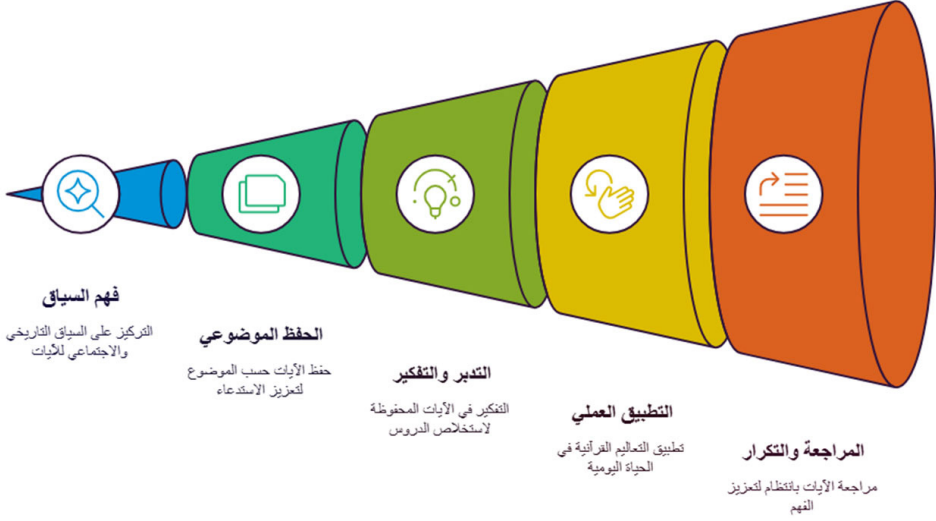 فهم السياق
التركيز على السياق التاريخي
والاجتماعي للآيات
الحفظ الموضوعي
حفظ الآيات حسب الموضوع
لتعزيز الاستدعاء
التدبر والتفكير
التفكير في الآيات المحفوظة
لاستخلاص الدروس
التطبيق العملي
تطبيق التعاليم القرآنية في
الحياة اليومية
المراجعة والتكرار
مراجعة الآيات بانتظام لتعزيز
الفهم